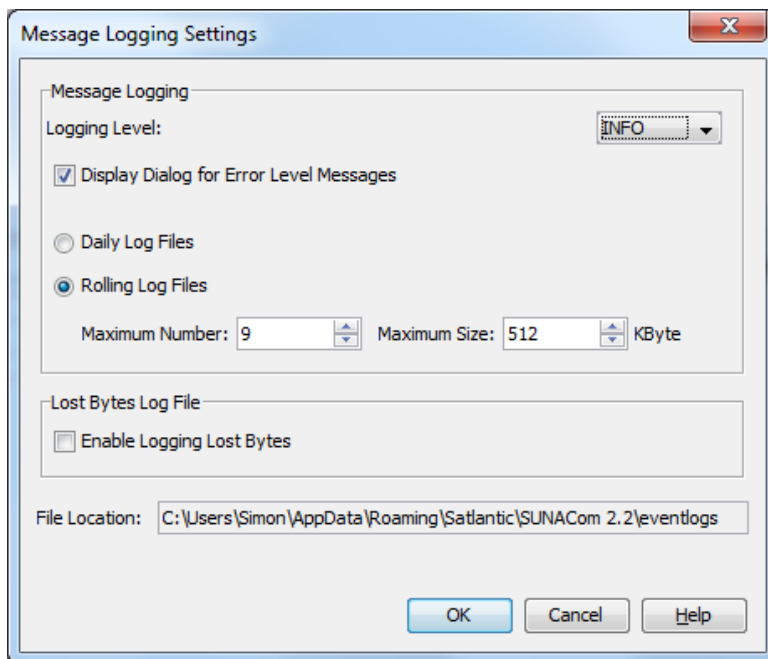 Message Logging Settings
Message Logging
Logging Level: INFO
Display Dialog for Error Level Messages
Daily Log Files
Rolling Log Files
Maximum Number: 9 Maximum Size: 512 KByte
Lost Bytes Log File
Enable Logging Lost Bytes
File Location: C:\Users\Simon\AppData\Roaming\Satlantic\SUNACom 2.2\eventlogs
OK Cancel Help